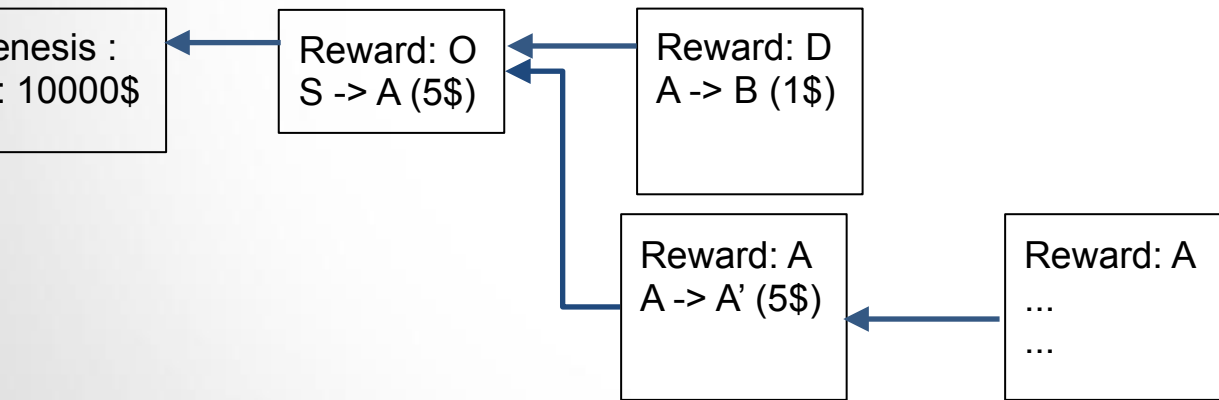 enesis :
: 10000$
Reward: O
S -> A (5$)
Reward: D
A -> B (1$)
Reward: A
A -> A’ (5$)
Reward: A
...
...